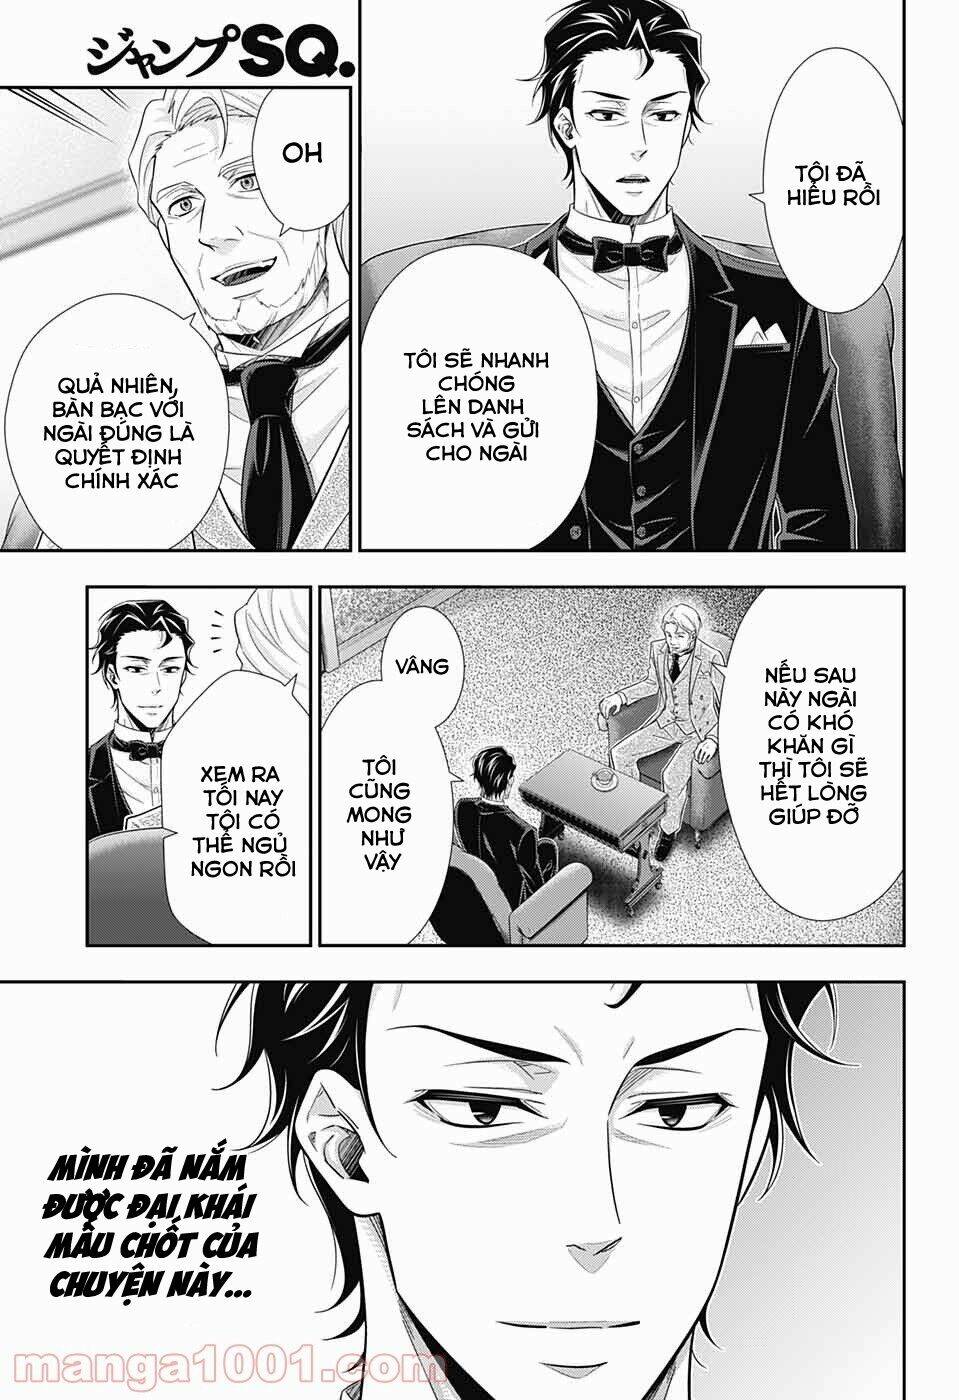 ジャンプSQ.
TÔI ĐÃ
HIỂU RỒI
TÔI SẼ NHANH
CHÓNG
LÊN DANH
SÁCH VÀ GỬI
CHO NGÀI
OH
QUẢ NHIÊN,
BÀN BẠC VỚI
NGÀI ĐÚNG LÀ
QUYẾT ĐỊNH
CHÍNH XÁC
NẾU SAU
NÀY NGÀI
CÓ KHÓ
KHĂN GÌ
THÌ TÔI SẼ
HẾT LÒNG
GIÚP ĐỠ
VÂNG
TÔI
CŨNG
MONG
NHƯ
VẬY
XEM RA
TỐI NAY
TÔI CÓ
THỂ NGỦ
NGON RỒI
MÌNH ĐÃ NẮM
ĐƯỢC ĐẠI KHÁI
MẤU CHỐT CỦA
CHUYỆN NÀY...
manga1001.com